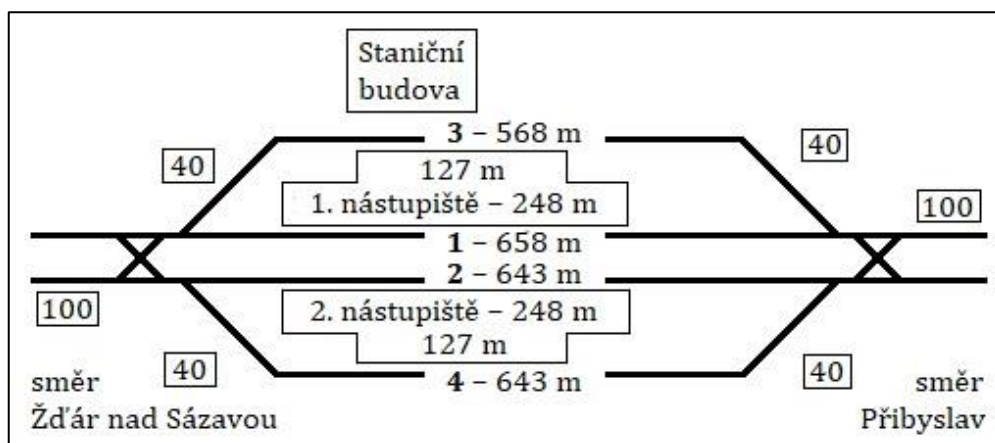 Staniční
budova
3 – 568 m
40
40
127 m
1. nástupiště – 248 m
100
1 – 658 m
2 – 643 m
100
2. nástupiště – 248 m
127 m
40
40
4 – 643 m
směr
Žďár nad Sázavou
směr
Přibyslav